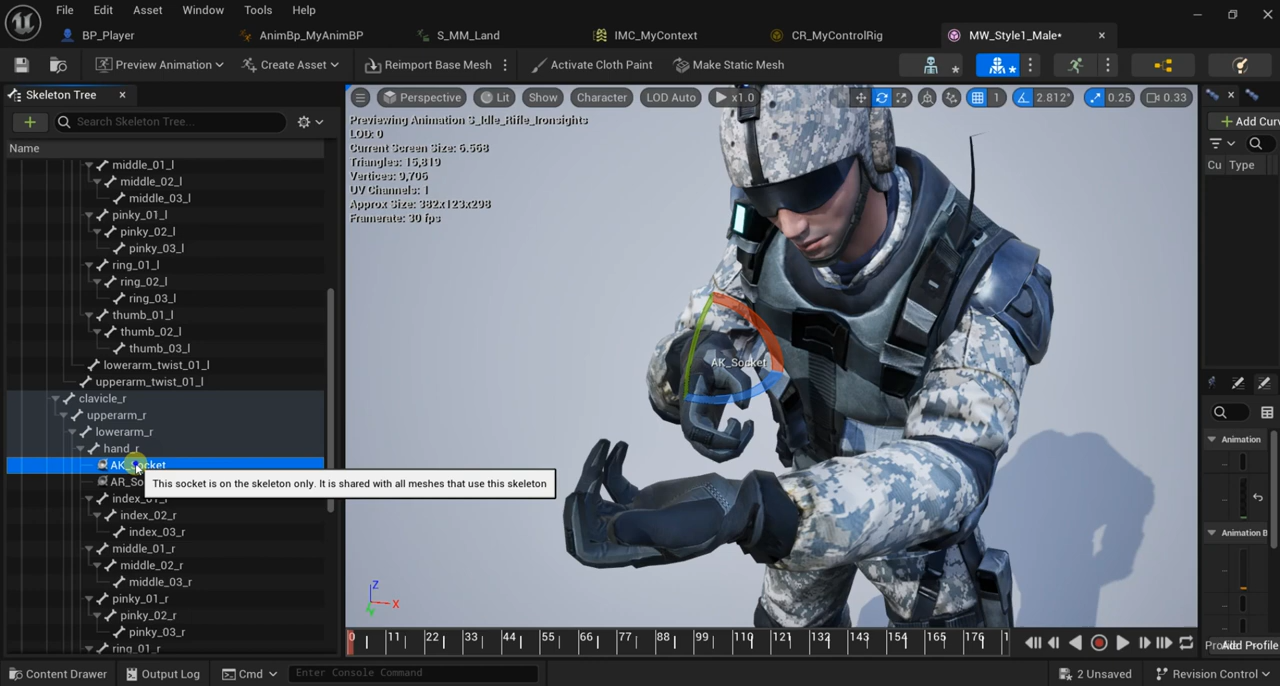 File Edit Asset Window Tools Help
BP_Player AnimBp_MyAnimBP S_MM_Land IMC_MyContext CR_MyControlRig MW_Style1_Male*
Preview Animation Create Asset Reimport Base Mesh Activate Cloth Paint Make Static Mesh
Skeleton Tree
Search Skeleton Tree...
Name
middle_01_l
middle_02_l
middle_03_l
pinky_01_l
pinky_02_l
pinky_03_l
ring_01_l
ring_02_l
ring_03_l
thumb_01_l
thumb_02_l
thumb_03_l
lowerarm_twist_01_l
upperarm_twist_01_l
clavicle_r
upperarm_r
lowerarm_r
hand_r
AK_Socket
AR_So
This socket is on the skeleton only. It is shared with all meshes that use this skeleton
index_01_r
index_02_r
index_03_r
middle_01_r
middle_02_r
middle_03_r
pinky_01_r
pinky_02_r
pinky_03_r
ring_01_r
Perspective Lit Show Character LOD Auto x1.0 1 2.812° 0.25 0.33
Previewing Animation S_Idle_Rifle_Ironsights
LOD: 0
Current Screen Size: 6.568
Triangles: 15,819
Vertices: 9,706
UV Channels: 1
Approx Size: 382x123x298
Framerate: 30 fps
AK_Socket
Z
X
Y
0 11 22 33 44 55 66 77 88 99 110 121 132 143 154 165 176 1
Add Cur
Cu Type
Animation
Animation B
Add Profile
Content Drawer Output Log Cmd Enter Console Command 2 Unsaved Revision Control